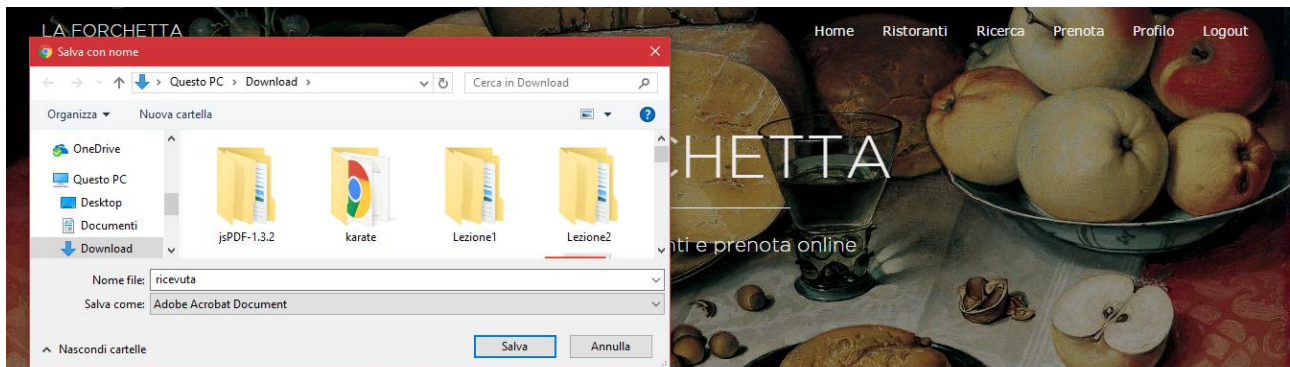 LA FORCHETTA
Home Ristoranti Ricerca Prenota Profilo Logout
Salva con nome
Questo PC > Download >
Cerca in Download
Organizza
Nuova cartella
OneDrive
Questo PC
Desktop
Documenti
Download
jsPDF-1.3.2
karate
Lezione1
Lezione2
Nome file: ricevuta
Salva come: Adobe Acrobat Document
Nascondi cartelle
Salva
Annulla
HETTA
e prenota online